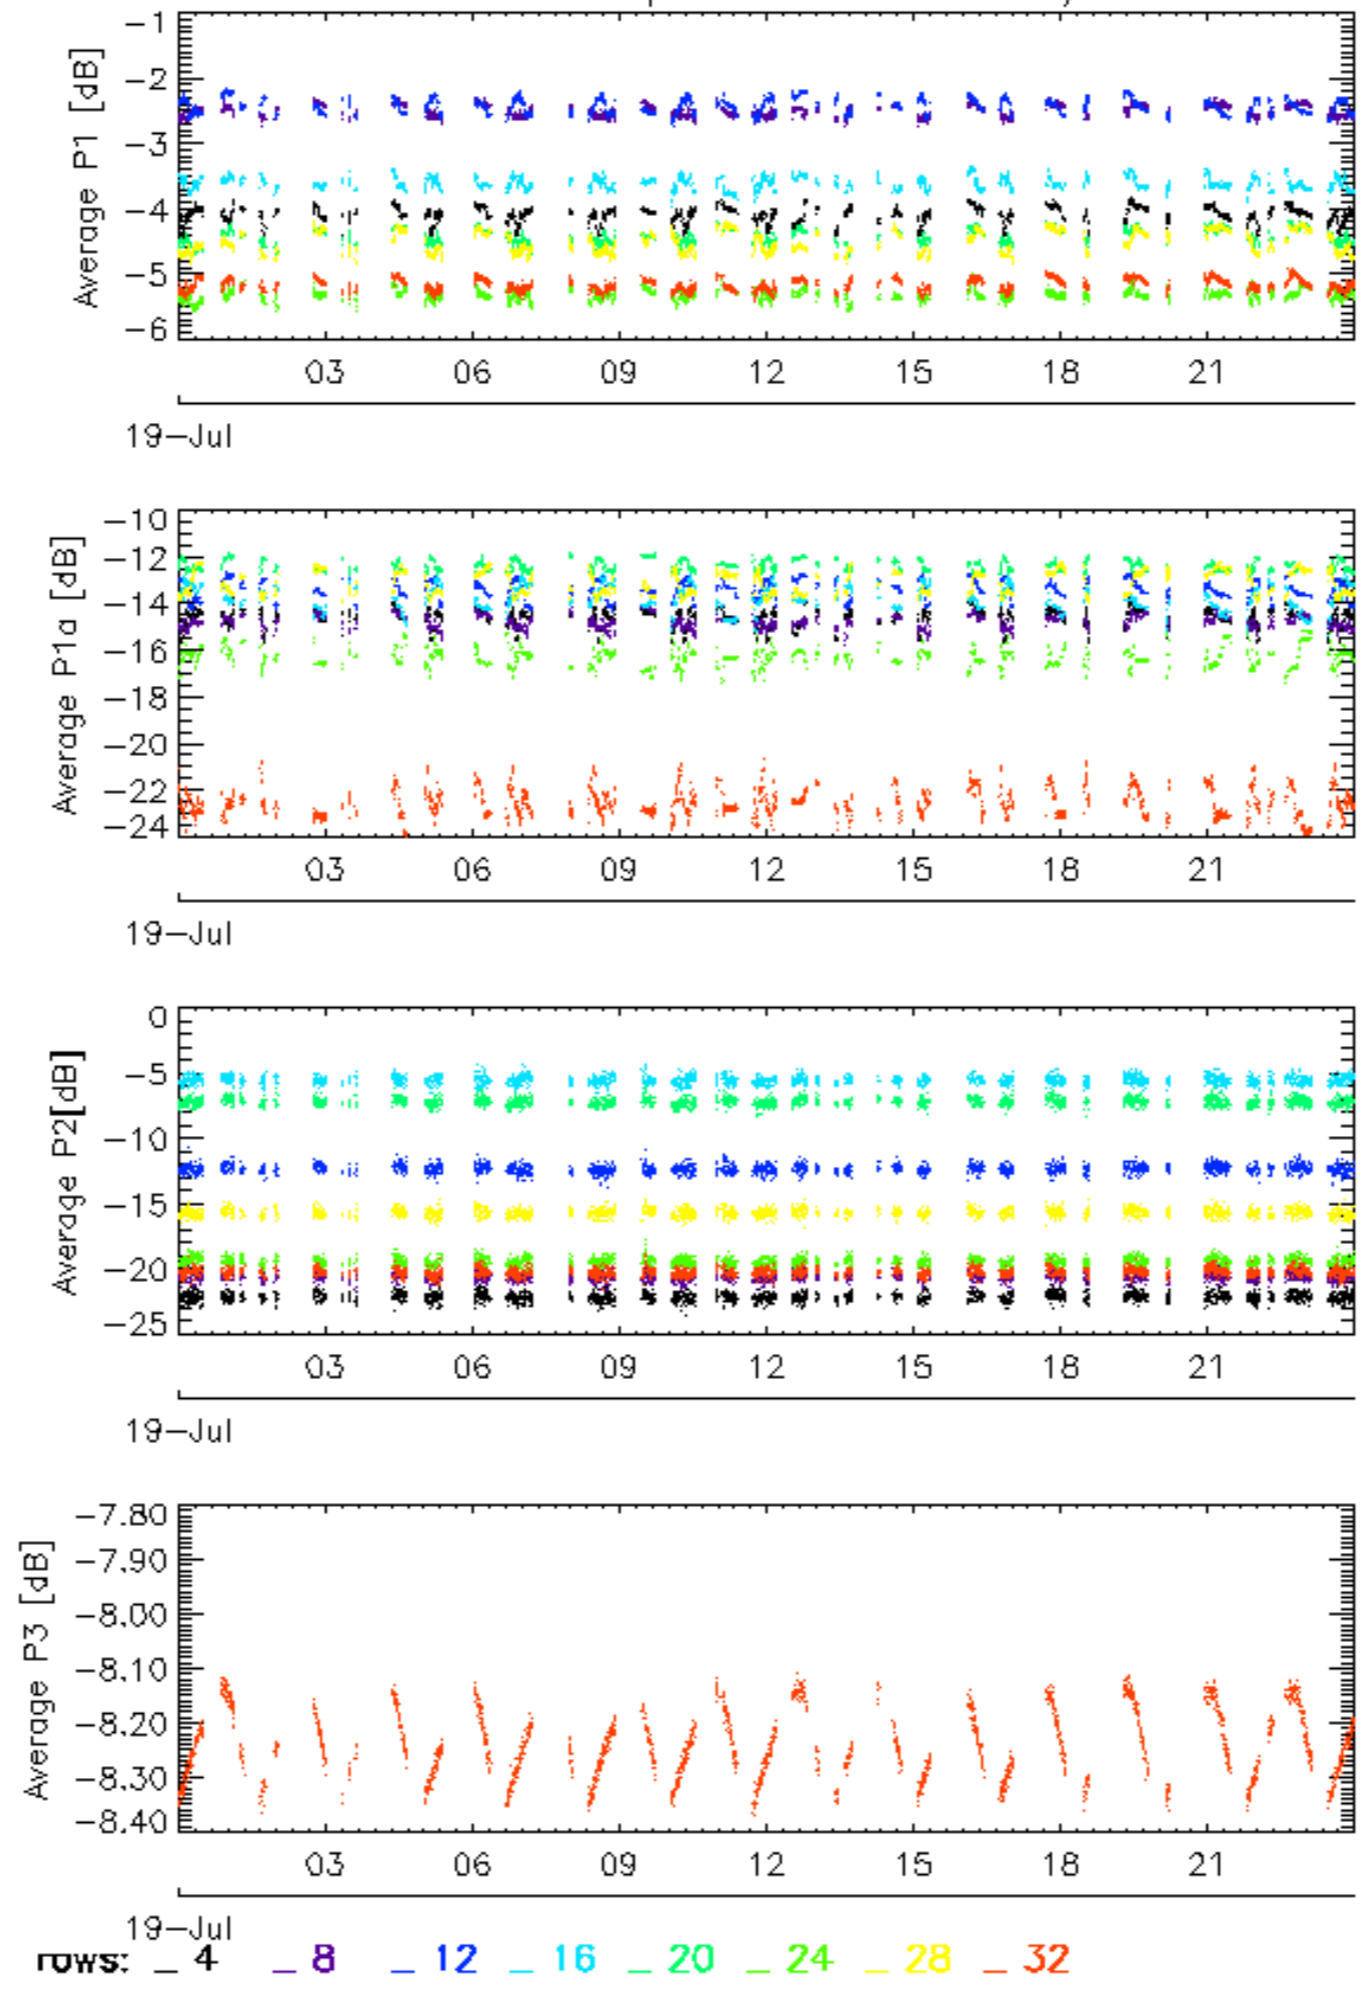 -1
-2
-3
-4
-5
-6
Average P1 [dB]
03 06 09 12 15 18 21
19-Jul
-10
-12
-14
-16
-18
-20
-22
-24
Average P1a [dB]
03 06 09 12 15 18 21
19-Jul
0
-5
-10
-15
-20
-25
Average P2[dB]
03 06 09 12 15 18 21
19-Jul
-7.80
-7.90
-8.00
-8.10
-8.20
-8.30
-8.40
Average P3 [dB]
03 06 09 12 15 18 21
19-Jul
rows: _ 4 _ 8 _ 12 _ 16 _ 20 _ 24 _ 28 _ 32